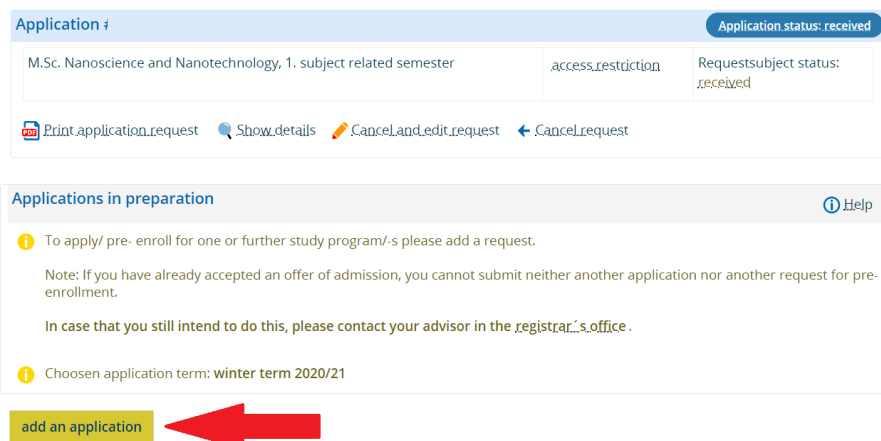 Application
Application status: received
M.Sc. Nanoscience and Nanotechnology, 1. subject related semester
access restriction
Requestsubject status:
received
PDF
Print application request
Show details
Cancel and edit request
Cancel request
Applications in preparation
Help
To apply/ pre- enroll for one or further study program/-s please add a request.
Note: If you have already accepted an offer of admission, you cannot submit neither another application nor another request for pre-
enrollment.
In case that you still intend to do this, please contact your advisor in the registrar´s office .
Choosen application term: winter term 2020/21
add an application